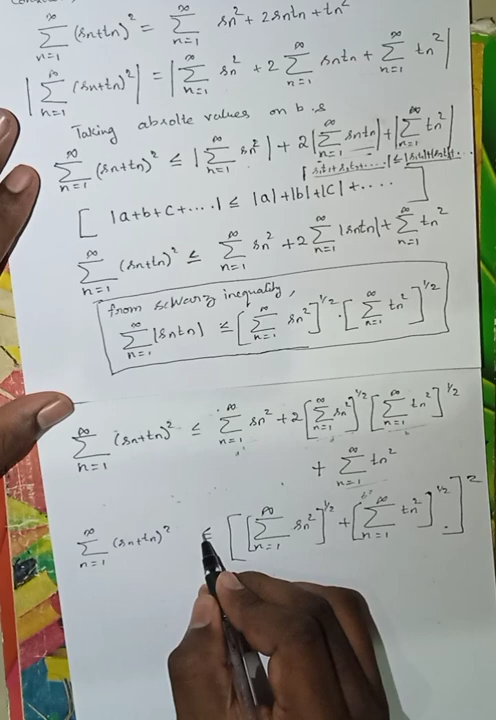 ∞∑n=1 (sn+tn)² = ∞∑n=1 sn² + 2sntn + tn²
|∞∑n=1 (sn+tn)²| = |∞∑n=1 sn² + 2 ∞∑n=1 sntn + ∞∑n=1 tn²|
Taking absolte values on b.s
∞∑n=1 (sn+tn)² ≤ |∞∑n=1 sn²| + 2|∞∑n=1 sntn| + |∞∑n=1 tn²|
[ |a+b+c+....| ≤ |a|+|b|+|c|+.... ]
∞∑n=1 (sn+tn)² ≤ ∞∑n=1 sn² + 2 ∞∑n=1 |sntn| + ∞∑n=1 tn²
from schwarz inequality,
∞∑n=1 |sntn| ≤ [∞∑n=1 sn²]^1/2 . [∞∑n=1 tn²]^1/2
∞∑n=1 (sn+tn)² ≤ ∞∑n=1 sn² + 2 [∞∑n=1 sn²]^1/2 [∞∑n=1 tn²]^1/2
+ ∞∑n=1 tn²
∞∑n=1 (sn+tn)² ≤ [[∞∑n=1 sn²]^1/2 + [∞∑n=1 tn²]^1/2]²